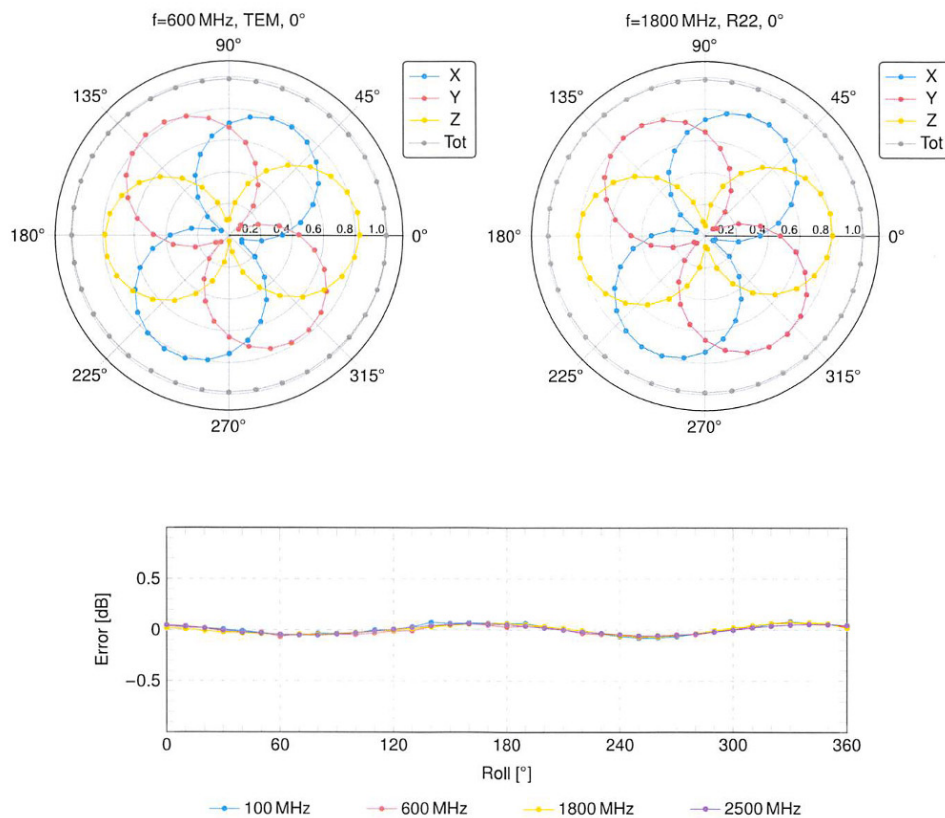 f=600 MHz, TEM, 0°
90°
135°
45°
180°
0°
225°
315°
270°
0.2 0.4 0.6 0.8 1.0
X
Y
Z
Tot
f=1800 MHz, R22, 0°
90°
135°
45°
180°
0°
225°
315°
270°
0.2 0.4 0.6 0.8 1.0
X
Y
Z
Tot
Error [dB]
0.5
0
−0.5
0 60 120 180 240 300 360
Roll [°]
100 MHz 600 MHz 1800 MHz 2500 MHz